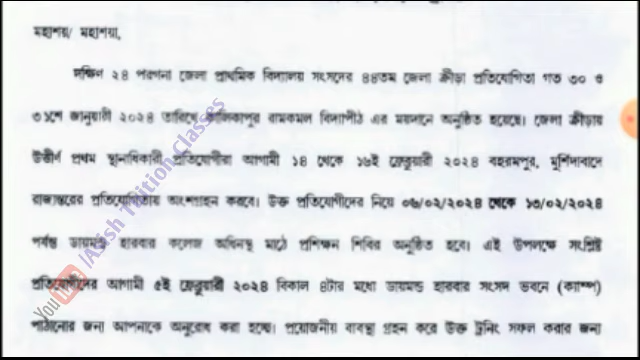 মহাশয়/ মহাশয়া,
দক্ষিণ ২৪ পরগনা জেলা প্রাথমিক বিদ্যালয় সংসদের ৪৪তম জেলা ক্রীড়া প্রতিযোগিতা গত ৩০ ও
৩১শে জানুয়ারী ২০২৪ তারিখে কালিকাপুর রামকমল বিদ্যাপীঠ এর ময়দানে অনুষ্ঠিত হয়েছে। জেলা ক্রীড়ায়
উত্তীর্ণ প্রথম স্থানাধিকারী প্রতিযোগীরা আগামী ১৪ থেকে ১৬ই ফেব্রুয়ারী ২০২৪ বহরমপুর, মুর্শিদাবাদে
রাজ্যস্তরের প্রতিযোগিতায় অংশগ্রহন করবে। উক্ত প্রতিযোগীদের নিয়ে ০৬/০২/২০২৪ থেকে ১৩/০২/২০২৪
পর্যন্ত ডায়মন্ড হারবার কলেজ অধিনস্থ মাঠে প্রশিক্ষন শিবির অনুষ্ঠিত হবে। এই উপলক্ষে সংশ্লিষ্ট
প্রতিযোগীদের আগামী ৫ই ফেব্রুয়ারী ২০২৪ বিকাল ৪টার মধ্যে ডায়মন্ড হারবার সংসদ ভবনে (ক্যাম্প)
পাঠানোর জন্য আপনাকে অনুরোধ করা হচ্ছে। প্রয়োজনীয় ব্যবস্থা গ্রহন করে উক্ত ট্রেনিং সফল করার জন্য
YouTube/Asish Tuition Classes